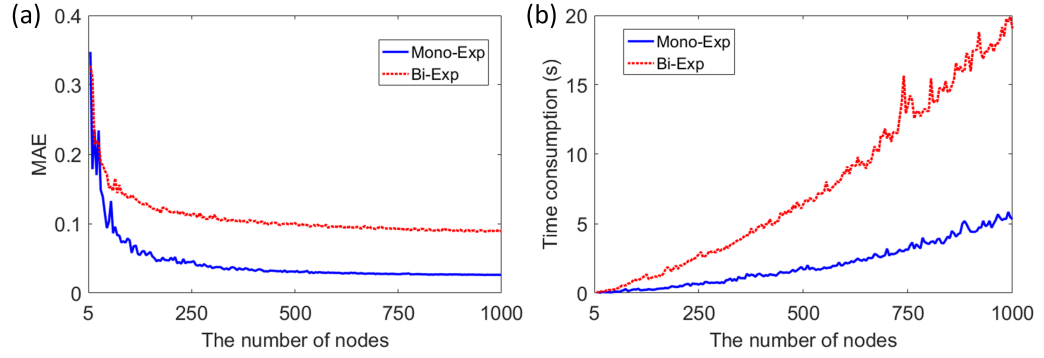 (a)
0.4
0.3
0.2
0.1
0
MAE
Mono-Exp
Bi-Exp
5
250
500
750
1000
The number of nodes
(b)
20
15
10
5
0
Time consumption (s)
Mono-Exp
Bi-Exp
5
250
500
750
1000
The number of nodes